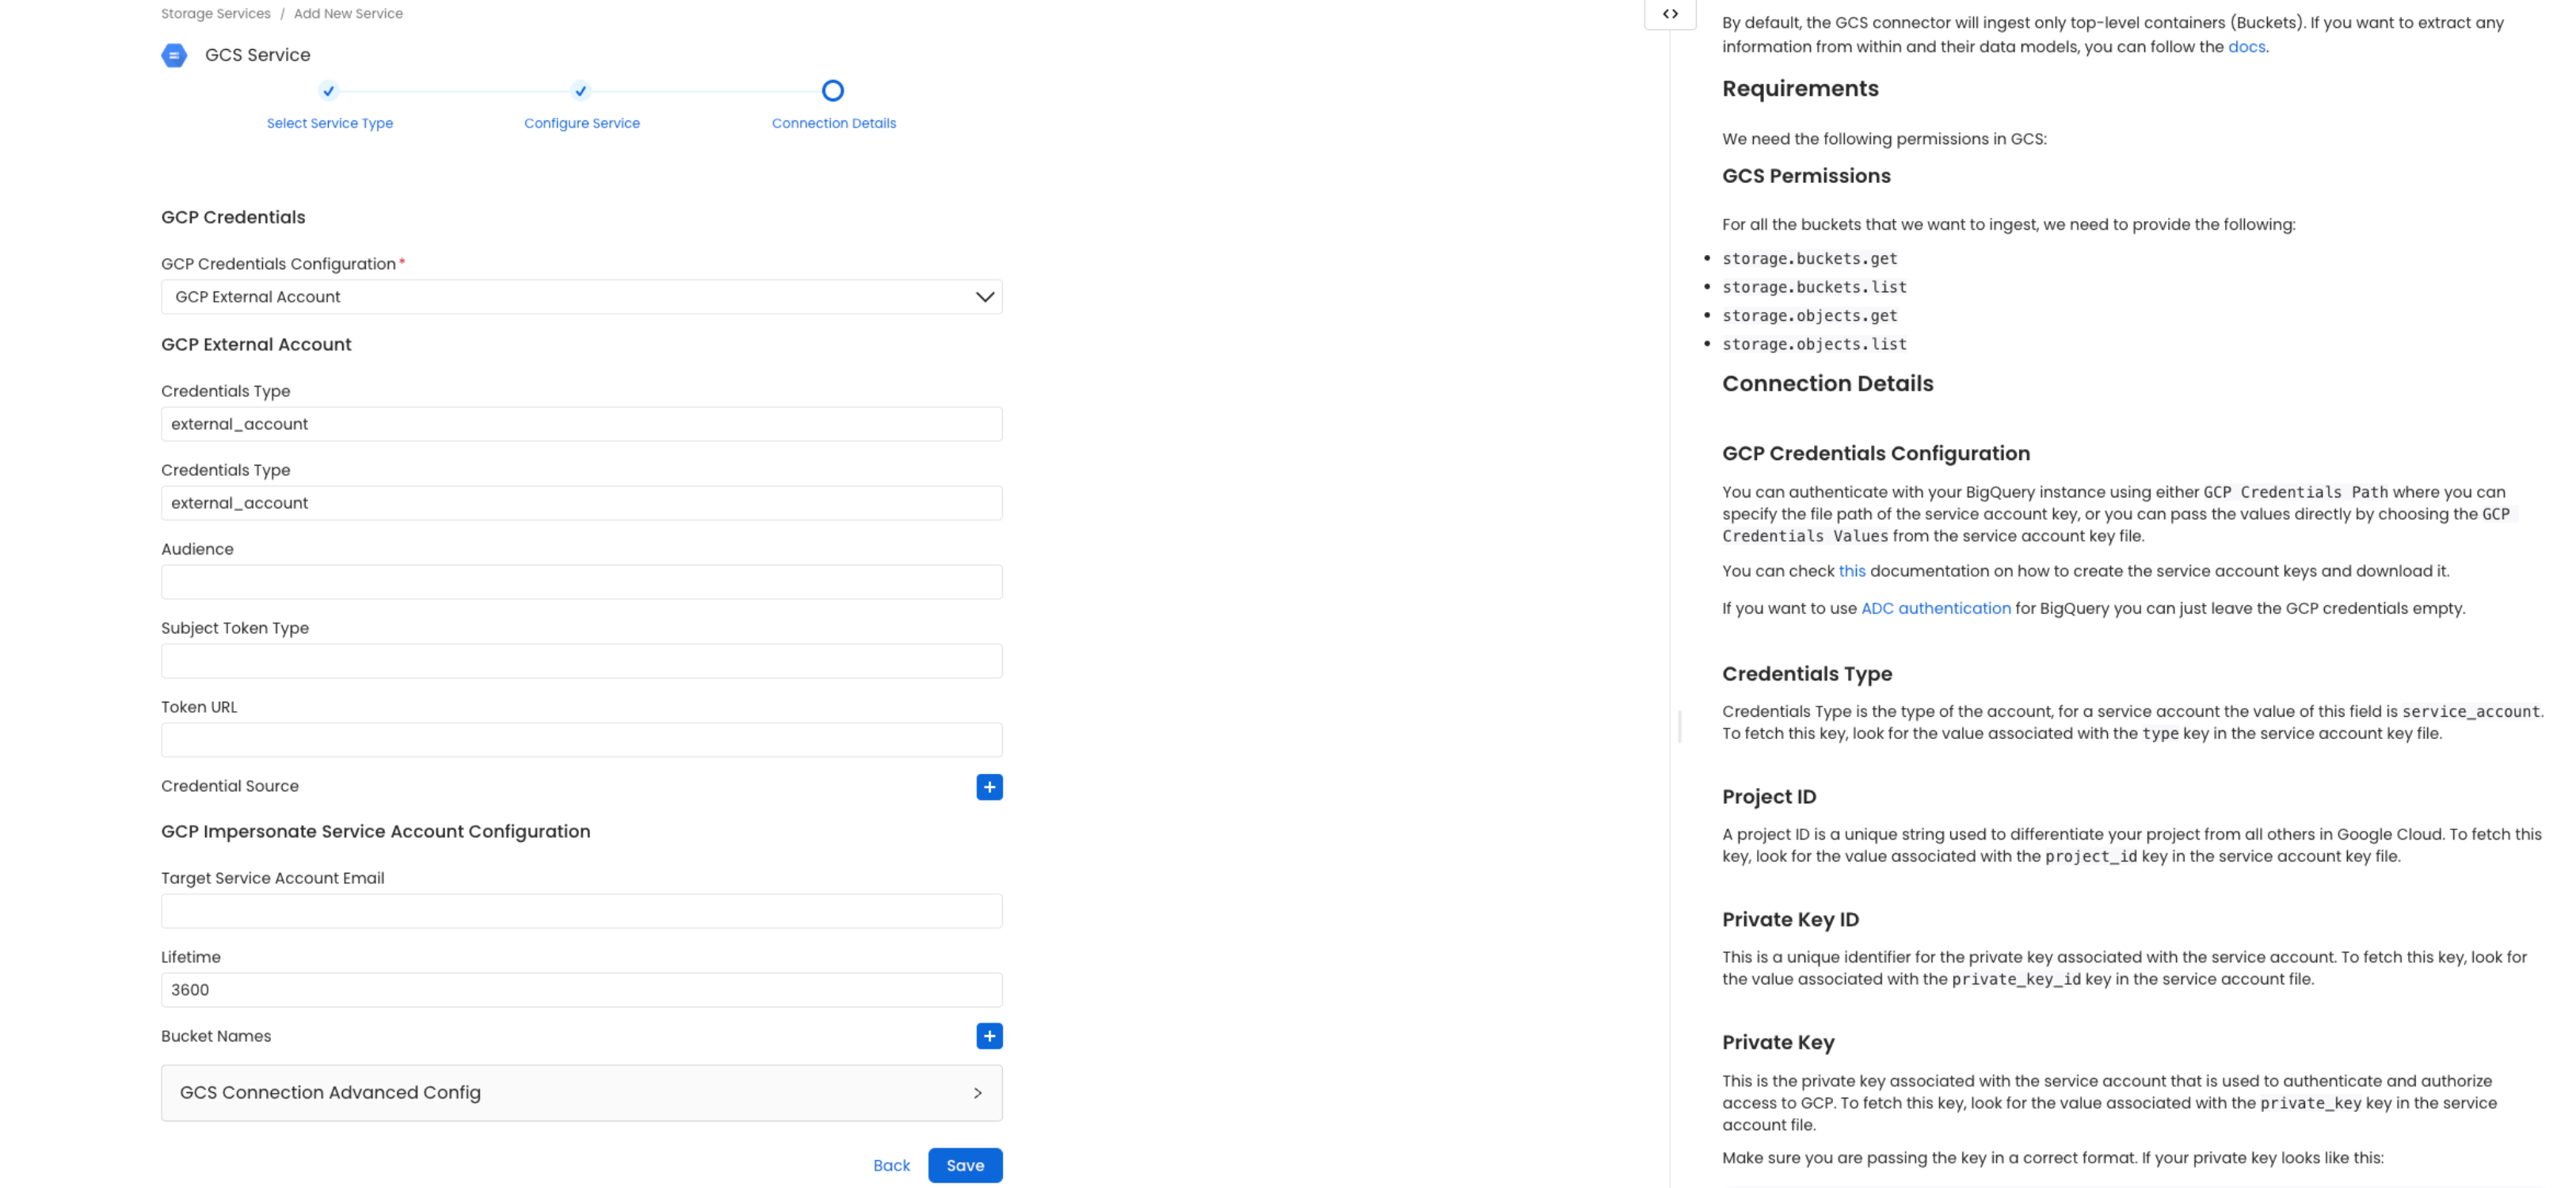 Storage Services / Add New Service
GCS Service
Select Service Type
Configure Service
Connection Details
GCP Credentials
GCP Credentials Configuration*
GCP External Account
GCP External Account
Credentials Type
external_account
Credentials Type
external_account
Audience
Subject Token Type
Token URL
Credential Source
+
GCP Impersonate Service Account Configuration
Target Service Account Email
Lifetime
3600
Bucket Names
+
GCS Connection Advanced Config
Back
Save
<>
By default, the GCS connector will ingest only top-level containers (Buckets). If you want to extract any
information from within and their data models, you can follow the docs.
Requirements
We need the following permissions in GCS:
GCS Permissions
For all the buckets that we want to ingest, we need to provide the following:
• storage.buckets.get
• storage.buckets.list
• storage.objects.get
• storage.objects.list
Connection Details
GCP Credentials Configuration
You can authenticate with your BigQuery instance using either GCP Credentials Path where you can
specify the file path of the service account key, or you can pass the values directly by choosing the GCP
Credentials Values from the service account key file.
You can check this documentation on how to create the service account keys and download it.
If you want to use ADC authentication for BigQuery you can just leave the GCP credentials empty.
Credentials Type
Credentials Type is the type of the account, for a service account the value of this field is service_account.
To fetch this key, look for the value associated with the type key in the service account key file.
Project ID
A project ID is a unique string used to differentiate your project from all others in Google Cloud. To fetch this
key, look for the value associated with the project_id key in the service account key file.
Private Key ID
This is a unique identifier for the private key associated with the service account. To fetch this key, look for
the value associated with the private_key_id key in the service account file.
Private Key
This is the private key associated with the service account that is used to authenticate and authorize
access to GCP. To fetch this key, look for the value associated with the private_key key in the service
account file.
Make sure you are passing the key in a correct format. If your private key looks like this: